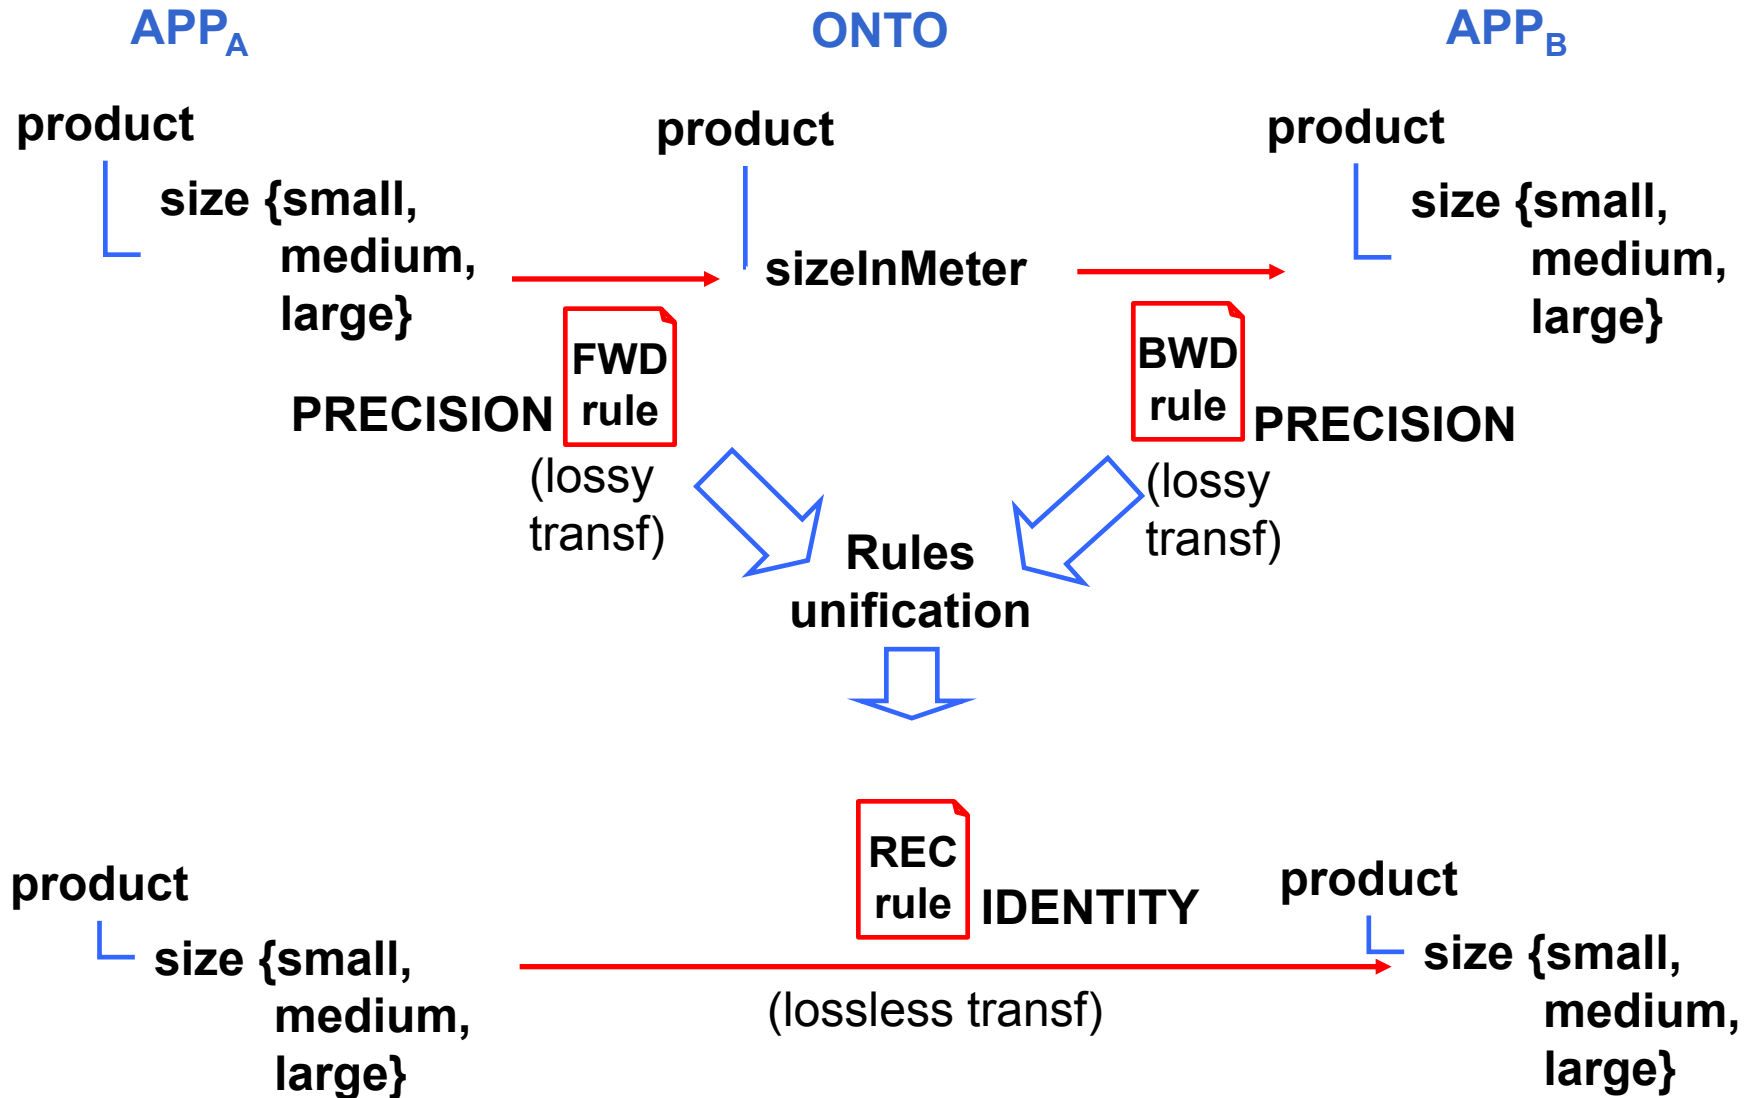 APPA
ONTO
APPB
product
size {small,
medium,
large}
product
sizeInMeter
product
size {small,
medium,
large}
FWD
rule
PRECISION
(lossy
transf)
BWD
rule
PRECISION
(lossy
transf)
Rules
unification
REC
rule
IDENTITY
product
size {small,
medium,
large}
(lossless transf)
product
size {small,
medium,
large}